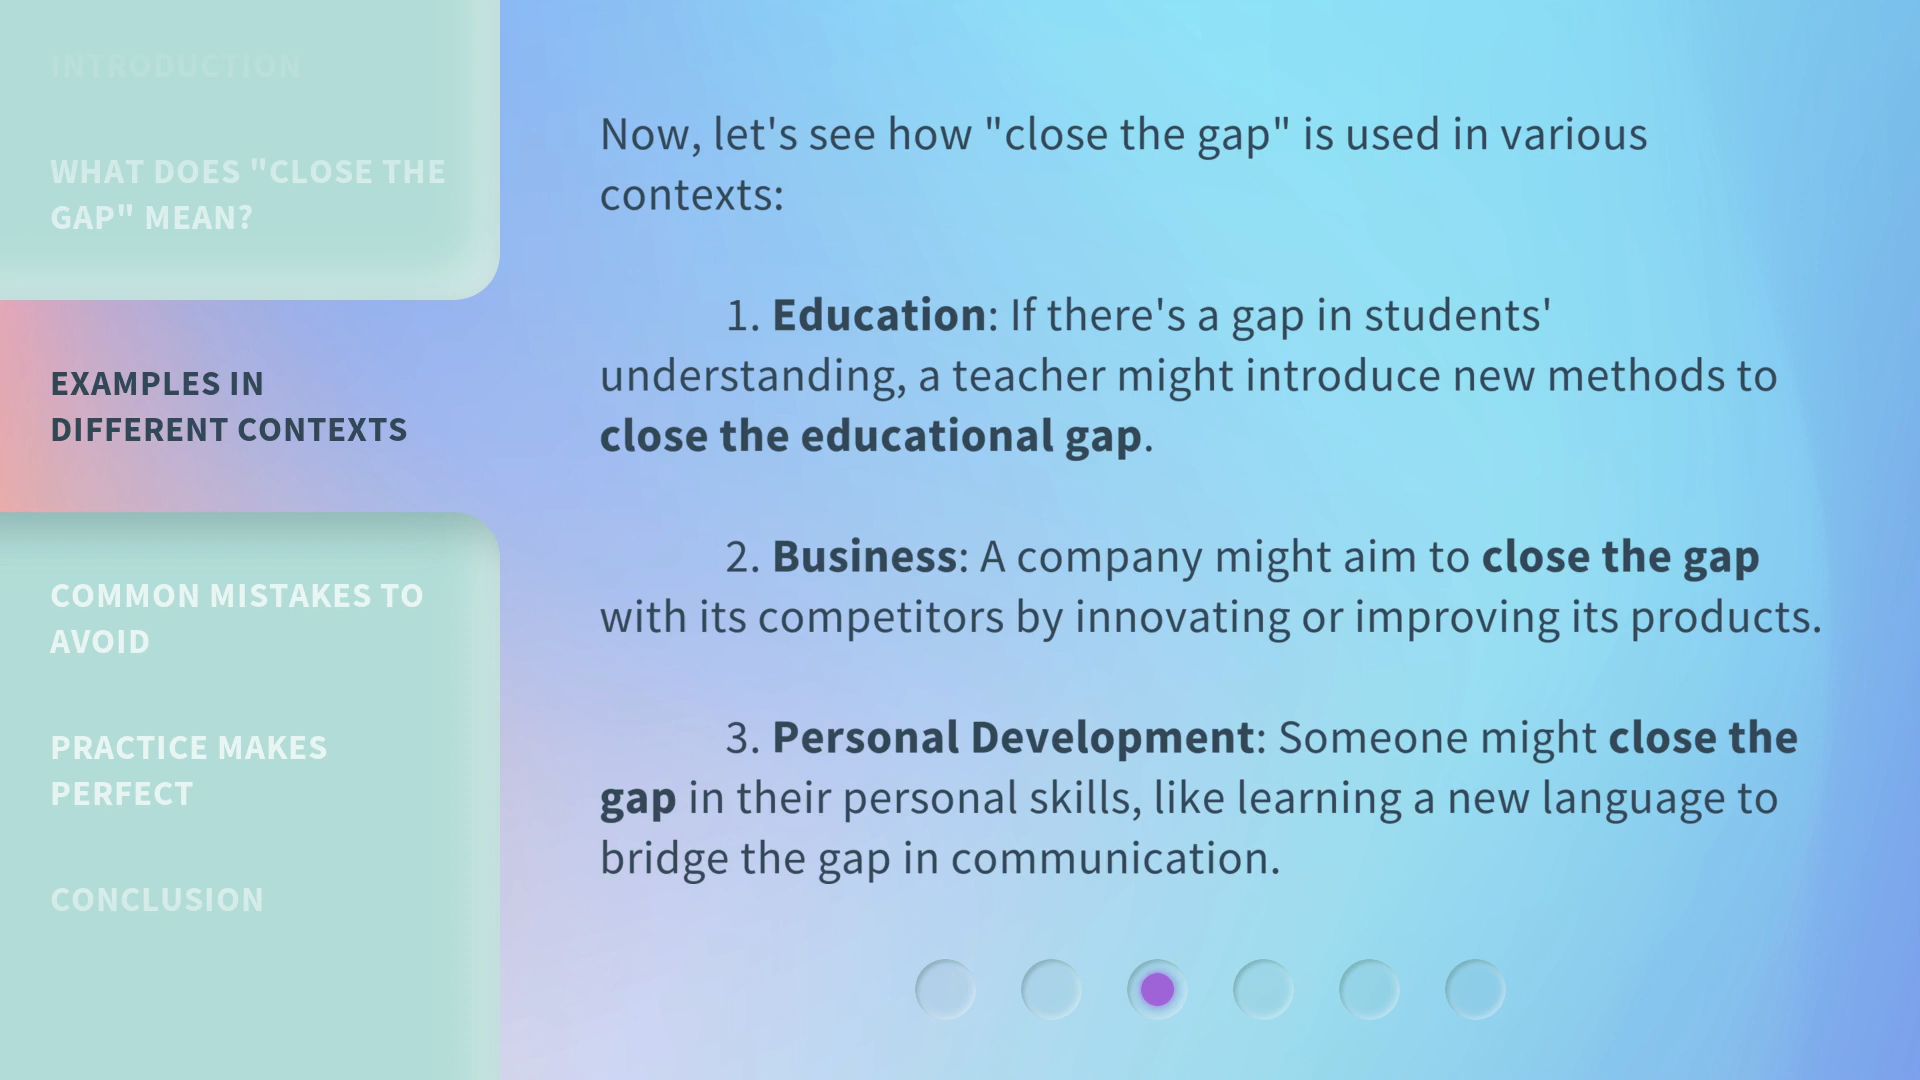 INTRODUCTION
WHAT DOES "CLOSE THE
GAP" MEAN?
EXAMPLES IN
DIFFERENT CONTEXTS
COMMON MISTAKES TO
AVOID
PRACTICE MAKES
PERFECT
CONCLUSION
Now, let's see how "close the gap" is used in various
contexts:
1. Education: If there's a gap in students'
understanding, a teacher might introduce new methods to
close the educational gap.
2. Business: A company might aim to close the gap
with its competitors by innovating or improving its products.
3. Personal Development: Someone might close the
gap in their personal skills, like learning a new language to
bridge the gap in communication.